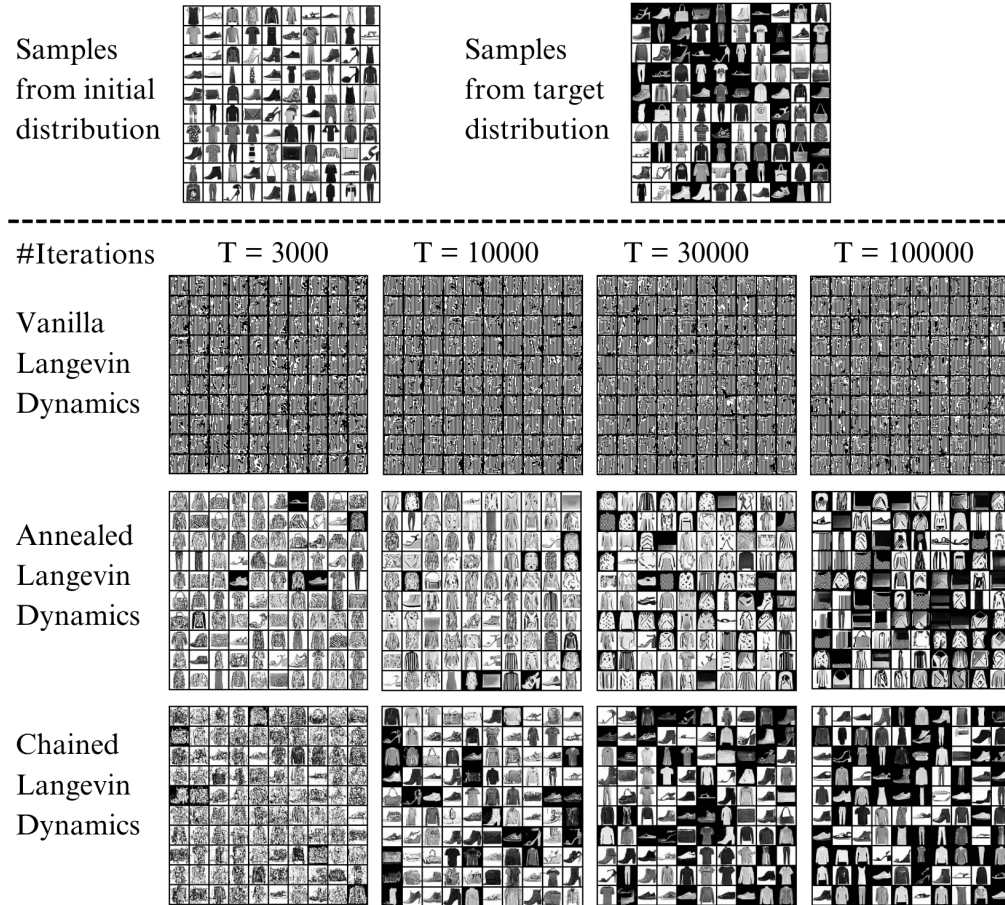 Samples
from initial
distribution
Samples
from target
distribution
#Iterations T = 3000 T = 10000 T = 30000 T = 100000
Vanilla
Langevin
Dynamics
Annealed
Langevin
Dynamics
Chained
Langevin
Dynamics